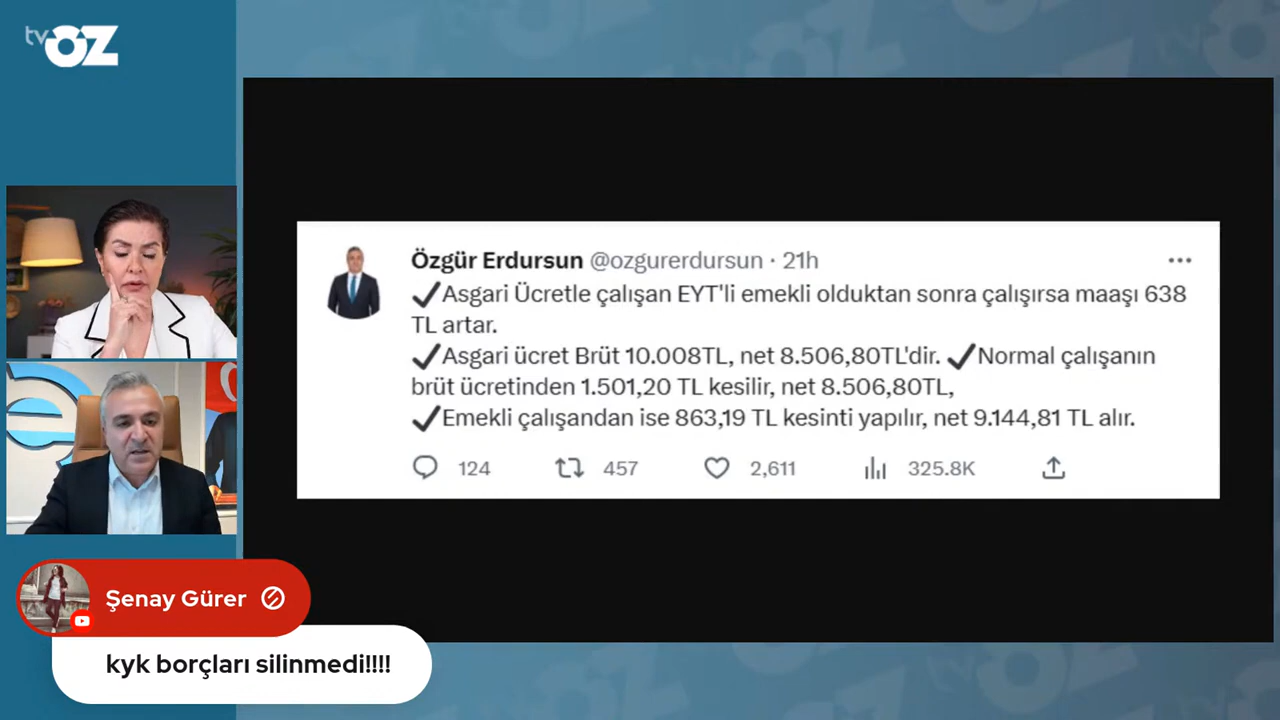 tv ÖZ
Özgür Erdursun @ozgurerdursun · 21h
✔Asgari Ücretle çalışan EYT'li emekli olduktan sonra çalışırsa maaşı 638
TL artar.
✔Asgari ücret Brüt 10.008TL, net 8.506,80TL'dir. ✔Normal çalışanın
brüt ücretinden 1.501,20 TL kesilir, net 8.506,80TL,
✔Emekli çalışandan ise 863,19 TL kesinti yapılır, net 9.144,81 TL alır.
124 457 2,611 325.8K
Şenay Gürer
kyk borçları silinmedi!!!!